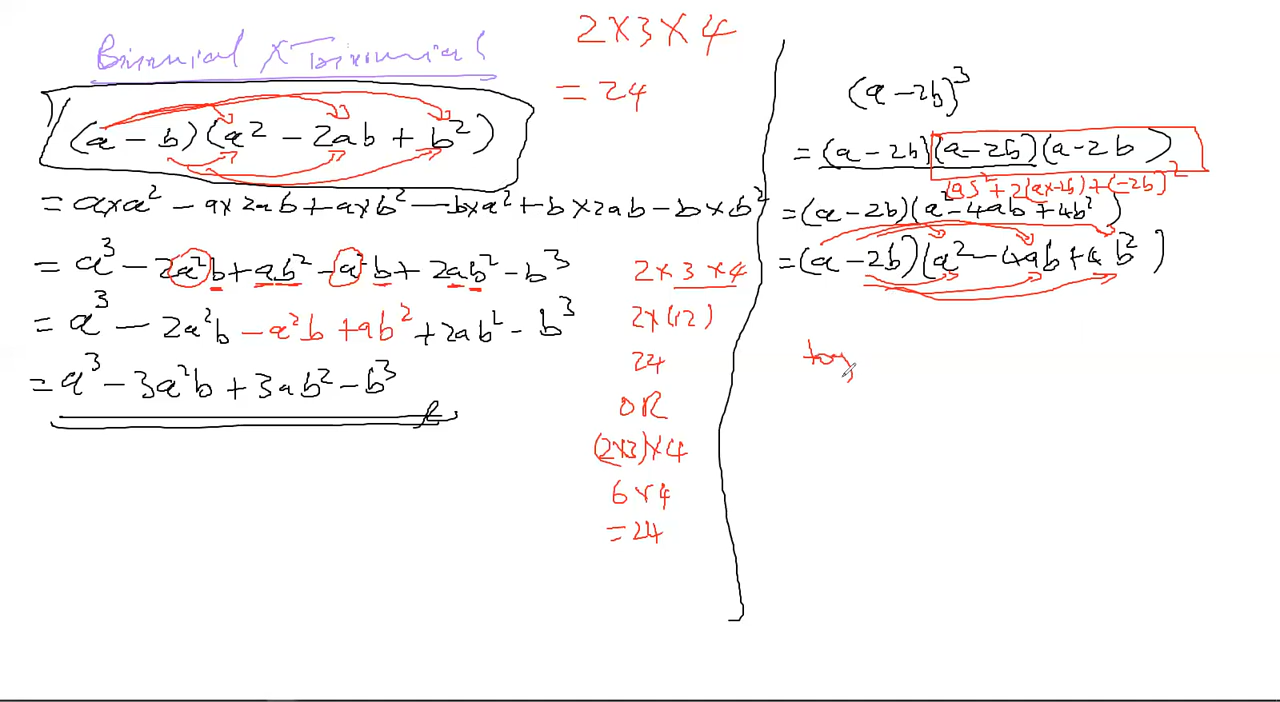 Binomial × Trinomial
(a - b)(a² - 2ab + b²)
= a×a² - a×2ab + a×b² - b×a² + b×2ab - b×b²
= a³ - 2a²b + ab² - a²b + 2ab² - b³
= a³ - 2a²b - a²b + ab² + 2ab² - b³
= a³ - 3a²b + 3ab² - b³
2×3×4
= 24
2×3×4
2×(12)
24
OR
(2×3)×4
6×4
=24
(a-2b)³
= (a-2b)(a-2b)(a-2b)
(a)² + 2(a×-2b) + (-2b)²
= (a-2b)(a²-4ab+4b²)
= (a-2b)(a²-4ab+4b²)